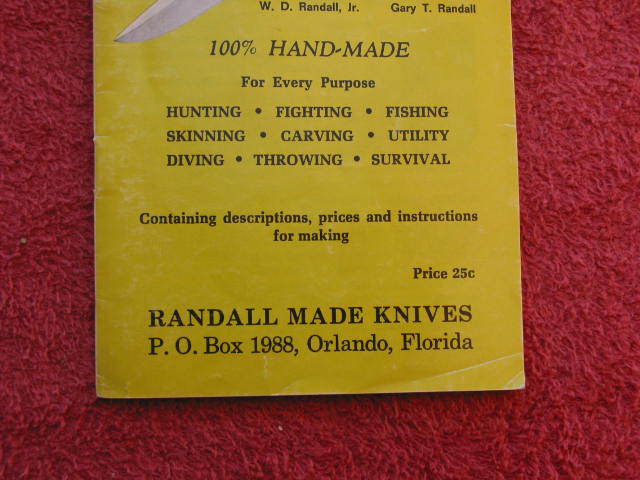 W. D. Randall, Jr. Gary T. Randall
100% HAND-MADE
For Every Purpose
HUNTING • FIGHTING • FISHING
SKINNING • CARVING • UTILITY
DIVING • THROWING • SURVIVAL
Containing descriptions, prices and instructions
for making
Price 25c
RANDALL MADE KNIVES
P. O. Box 1988, Orlando, Florida